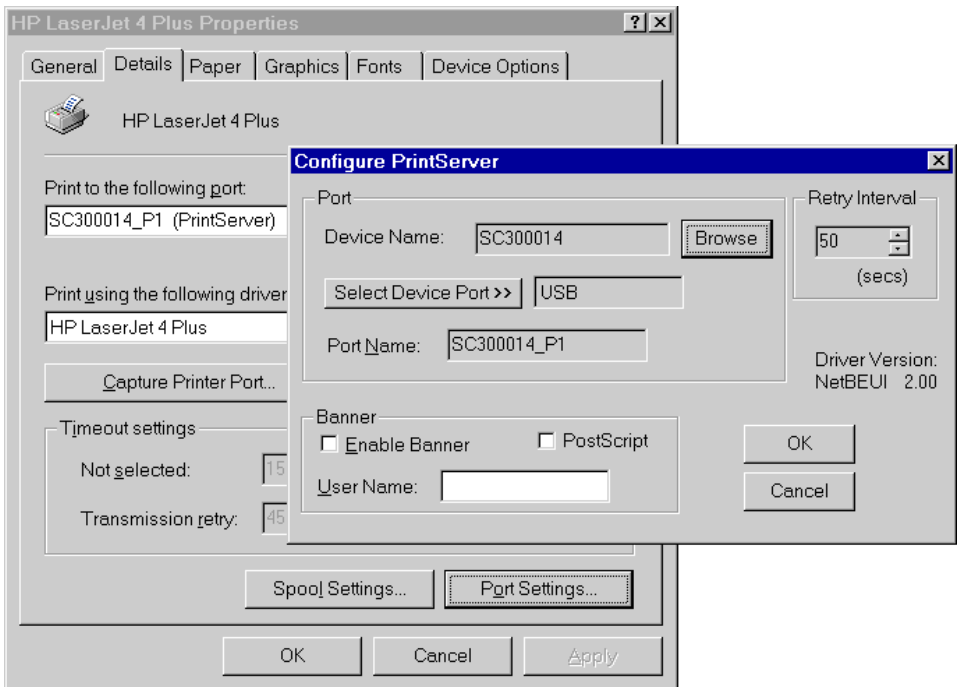 HP LaserJet 4 Plus Properties
General Details Paper Graphics Fonts Device Options
HP LaserJet 4 Plus
Print to the following port:
SC300014_P1 (PrintServer)
Print using the following driver
HP LaserJet 4 Plus
Capture Printer Port...
Timeout settings
Not selected: 15
Transmission retry: 45
Spool Settings... Port Settings...
OK Cancel Apply
Configure PrintServer
Port
Device Name: SC300014 Browse
Select Device Port >> USB
Port Name: SC300014_P1
Retry Interval
50
(secs)
Driver Version:
NetBEUI 2.00
Banner
Enable Banner PostScript
User Name:
OK
Cancel